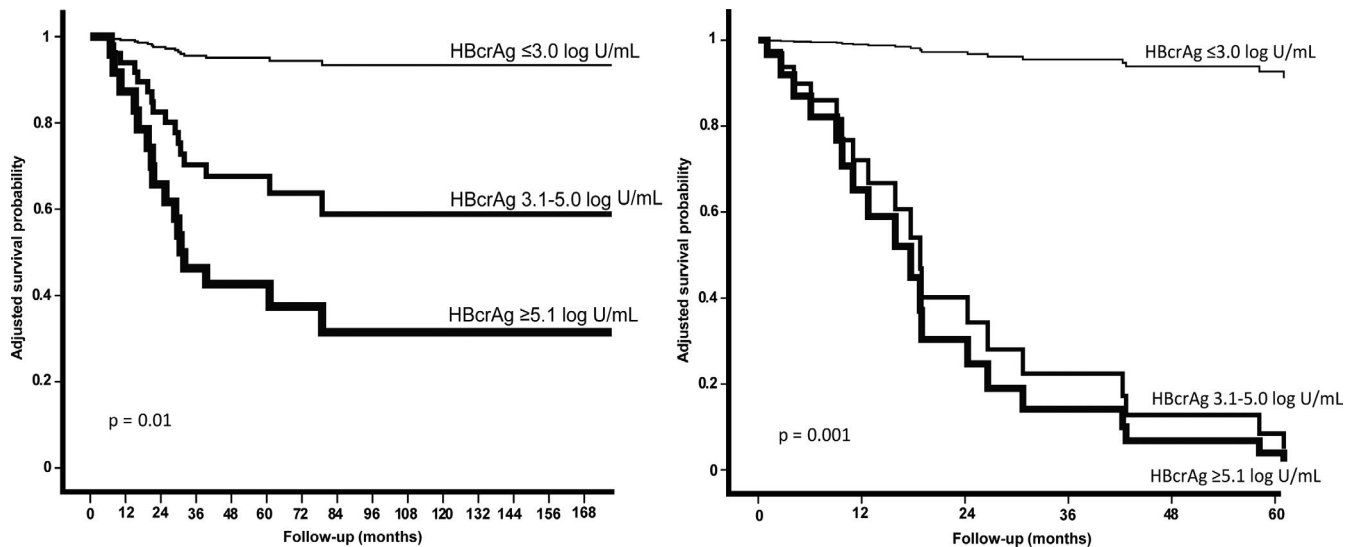 1
0.8
0.6
0.4
0.2
0
Adjusted survival probability
HBcrAg ≤3.0 log U/mL
HBcrAg 3.1-5.0 log U/mL
HBcrAg ≥5.1 log U/mL
p = 0.01
0 12 24 36 48 60 72 84 96 108 120 132 144 156 168
Follow-up (months)
1
0.8
0.6
0.4
0.2
0
Adjusted survival probability
HBcrAg ≤3.0 log U/mL
HBcrAg 3.1-5.0 log U/mL
p = 0.001
HBcrAg ≥5.1 log U/mL
0 12 24 36 48 60
Follow-up (months)